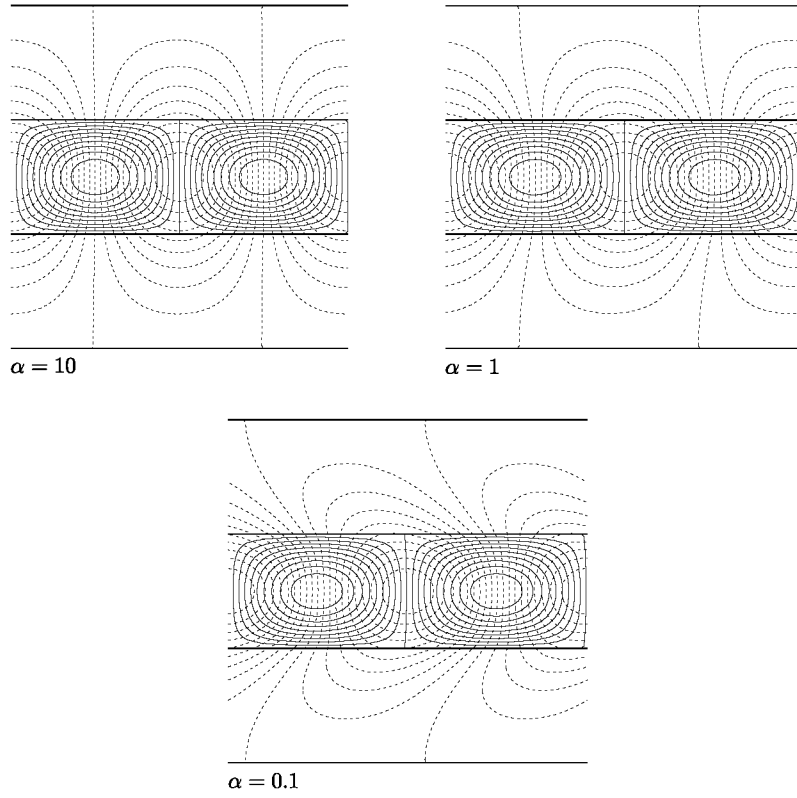 α = 10
α = 1
α = 0.1